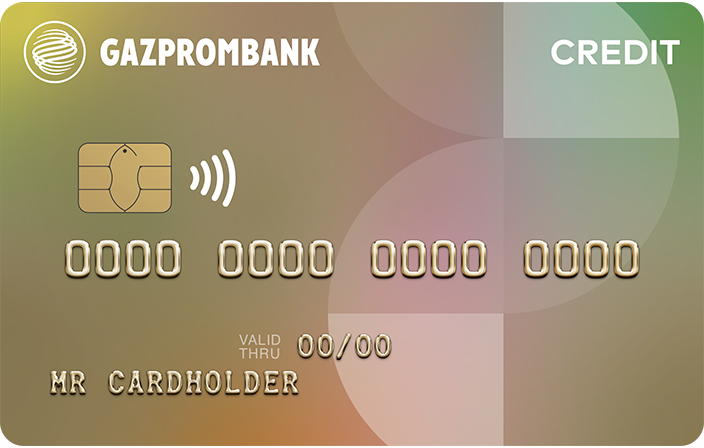 GAZPROMBANK
CREDIT
0000 0000 0000 0000
VALID
THRU 00/00
MR CARDHOLDER